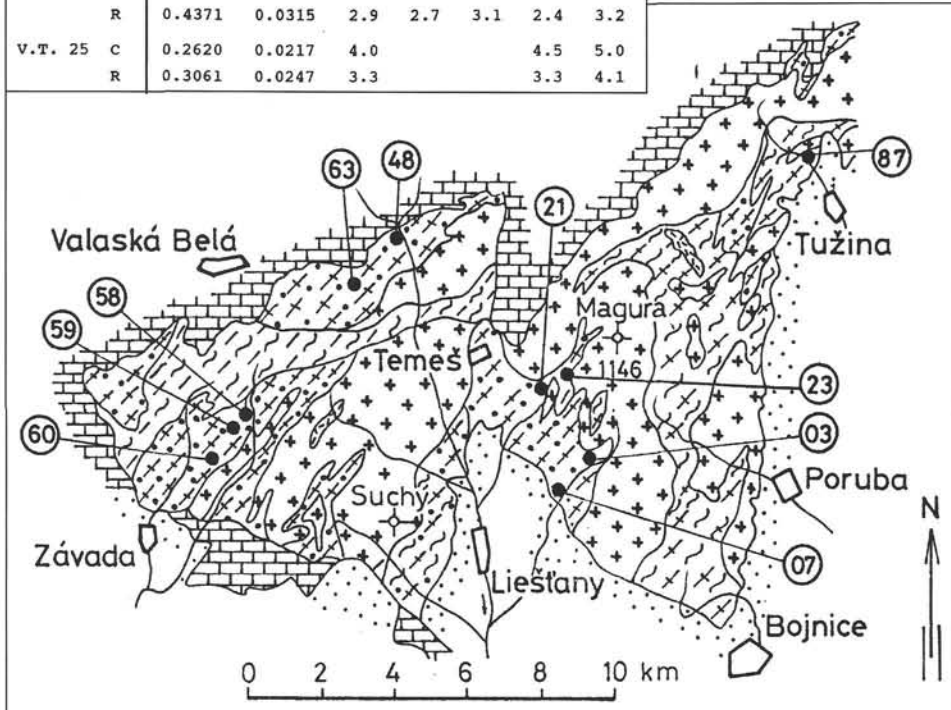 R 0.4371 0.0315 2.9 2.7 3.1 2.4 3.2
V.T. 25 C 0.2620 0.0217 4.0 4.5 5.0
R 0.3061 0.0247 3.3 3.3 4.1
48
63
87
21
Valaská Belá
Tužina
58
Magura
59
Temeš
1146
23
60
03
Suchý
Poruba
N
Závada
07
Liešťany
Bojnice
0 2 4 6 8 10 km